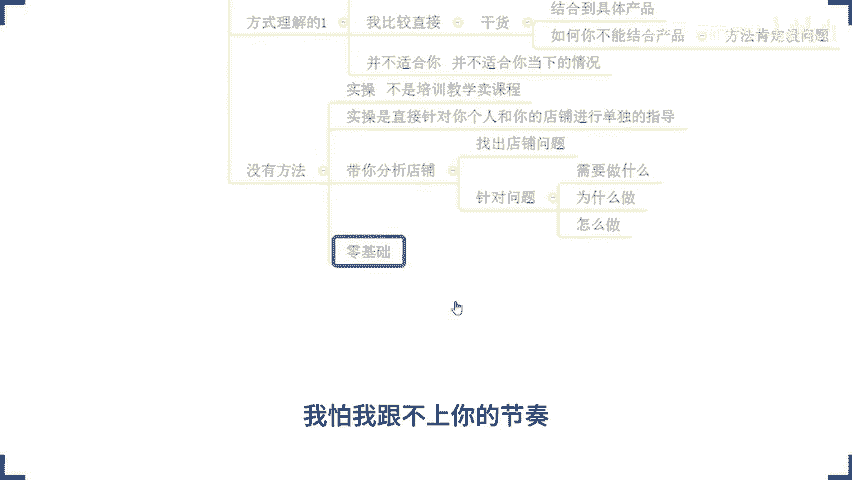 结合到具体产品
方式理解的1 我比较直接 干货
如何你不能结合产品 方法肯定没问题
并不适合你 并不适合你当下的情况
实操 不是培训教学卖课程
实操是直接针对你个人和你的店铺进行单独的指导
找出店铺问题
没有方法 带你分析店铺 需要做什么
针对问题 为什么做
怎么做
零基础
我怕我跟不上你的节奏